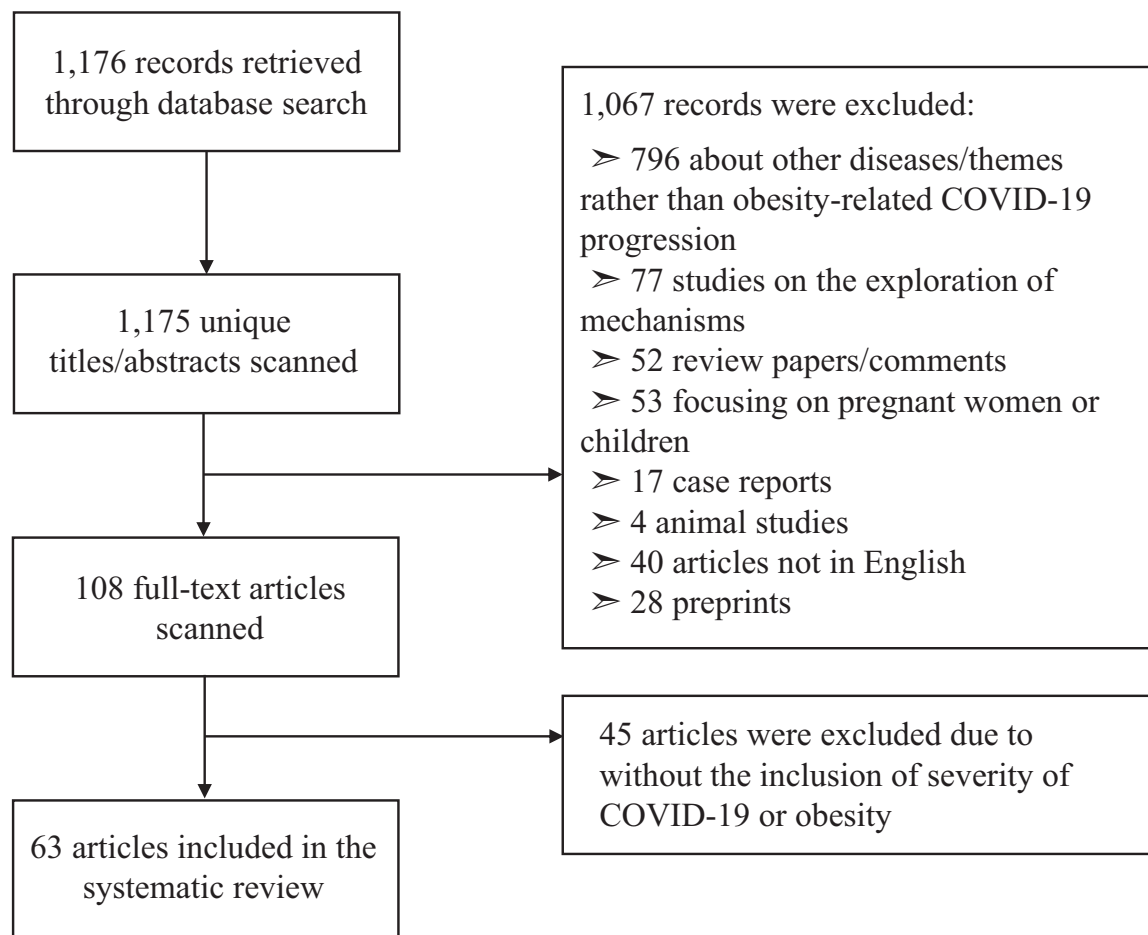 1,176 records retrieved
through database search
1,175 unique
titles/abstracts scanned
1,067 records were excluded:
➢ 796 about other diseases/themes
rather than obesity-related COVID-19
progression
➢ 77 studies on the exploration of
mechanisms
➢ 52 review papers/comments
➢ 53 focusing on pregnant women or
children
➢ 17 case reports
➢ 4 animal studies
➢ 40 articles not in English
➢ 28 preprints
108 full-text articles
scanned
45 articles were excluded due to
without the inclusion of severity of
COVID-19 or obesity
63 articles included in the
systematic review